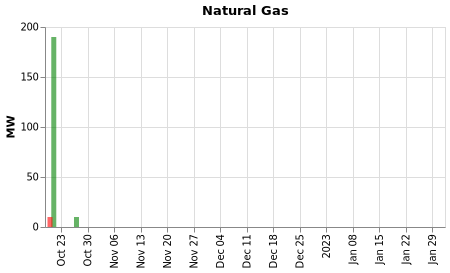 Natural Gas
MW
200
150
100
50
0
Oct 23
Oct 30
Nov 06
Nov 13
Nov 20
Nov 27
Dec 04
Dec 11
Dec 18
Dec 25
2023
Jan 08
Jan 15
Jan 22
Jan 29